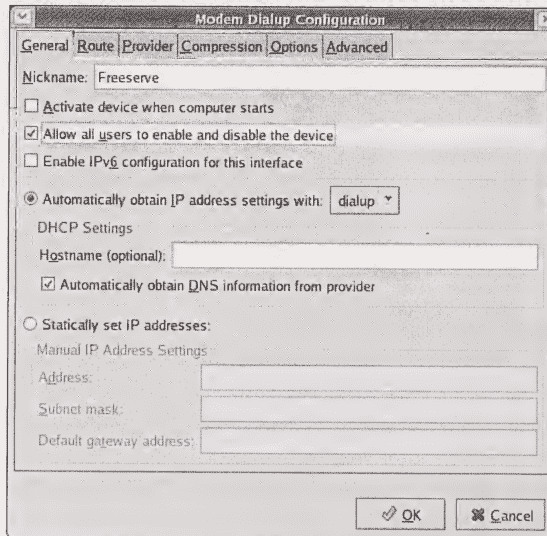 Modem Dialup Configuration
General Route Provider Compression Options Advanced
Nickname: Freeserve
Activate device when computer starts
Allow all users to enable and disable the device
Enable IPv6 configuration for this interface
Automatically obtain IP address settings with: dialup
DHCP Settings
Hostname (optional):
Automatically obtain DNS information from provider
Statically set IP addresses:
Manual IP Address Settings
Address:
Subnet mask:
Default gateway address:
OK Cancel